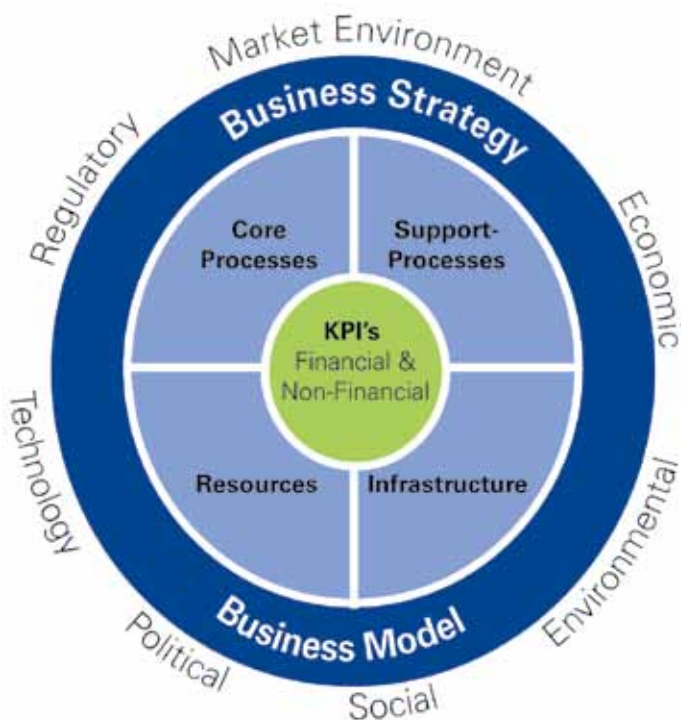 Market Environment
Business Strategy
Regulatory
Economic
Core
Processes
Support-
Processes
KPI's
Financial &
Non-Financial
Technology
Resources
Infrastructure
Environmental
Business Model
Political
Social